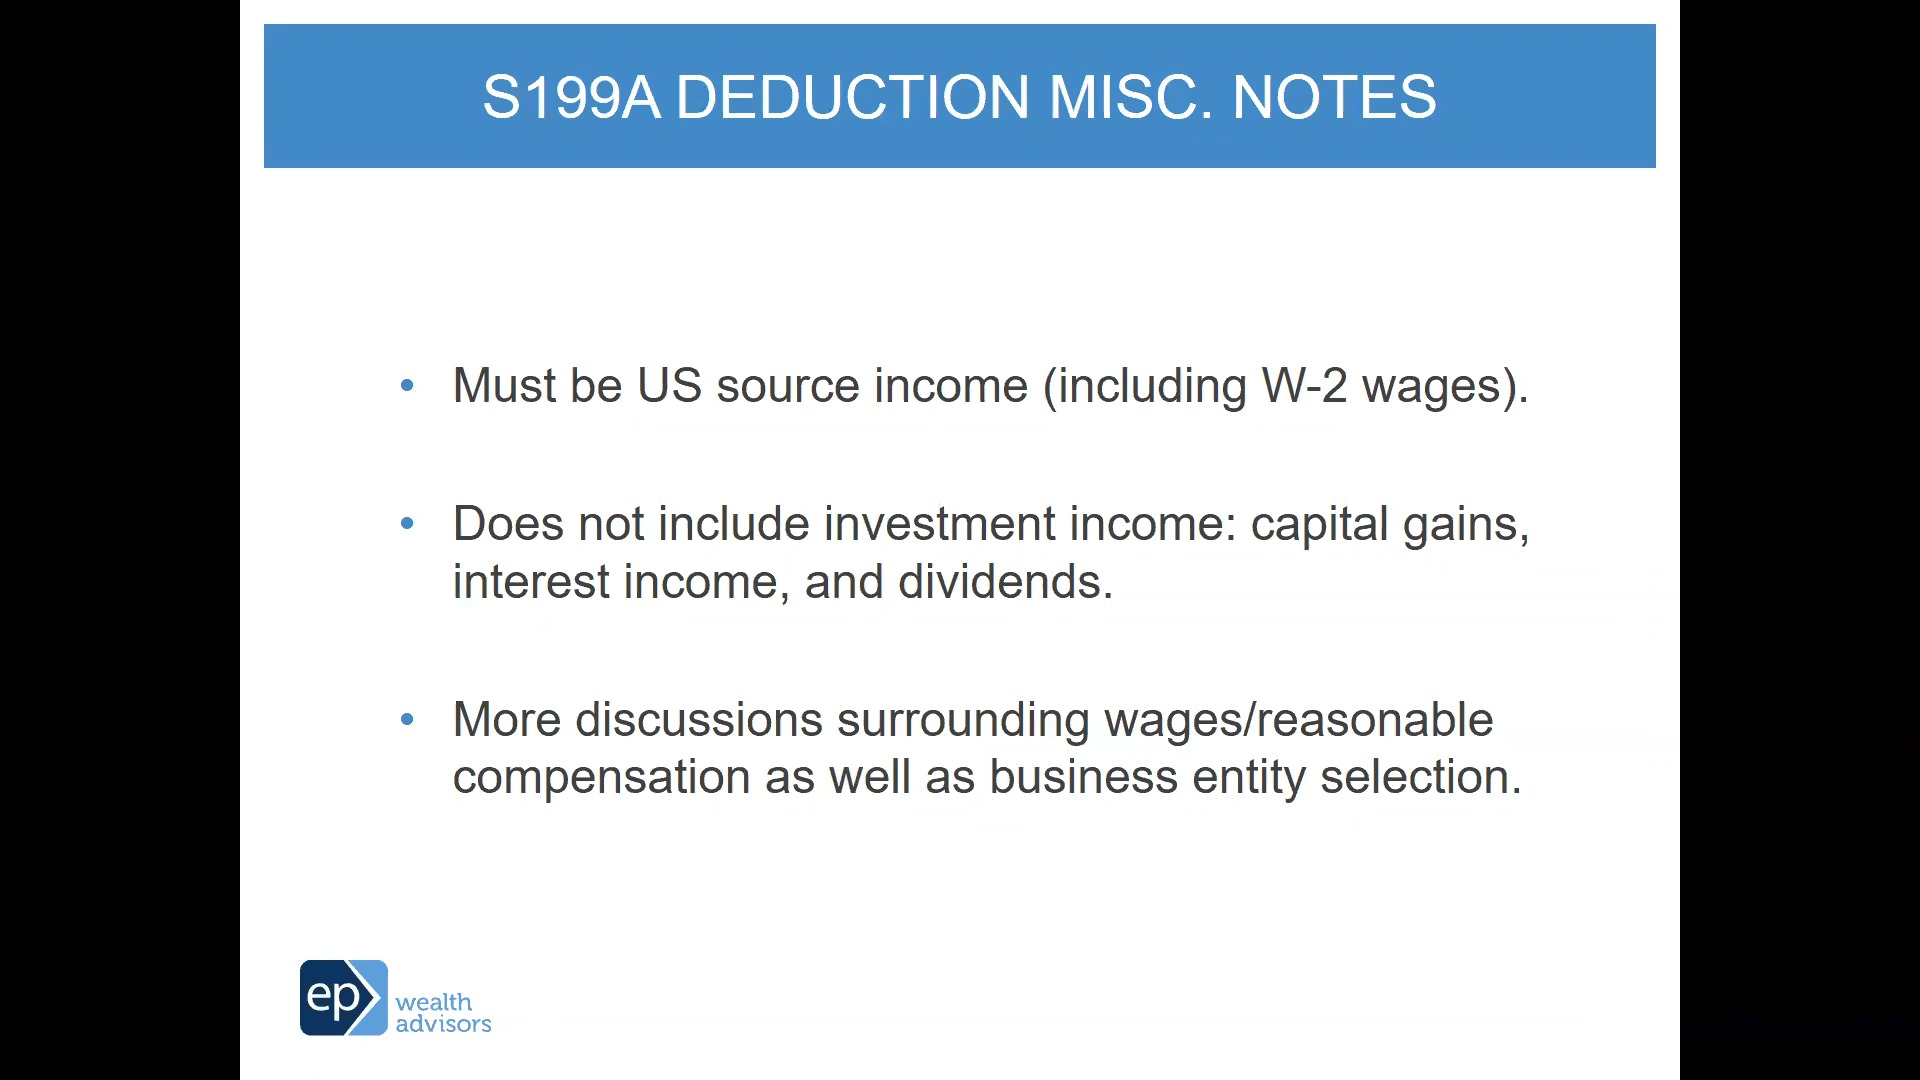 S199A DEDUCTION MISC. NOTES
• Must be US source income (including W-2 wages).
• Does not include investment income: capital gains,
interest income, and dividends.
• More discussions surrounding wages/reasonable
compensation as well as business entity selection.
ep
wealth
advisors